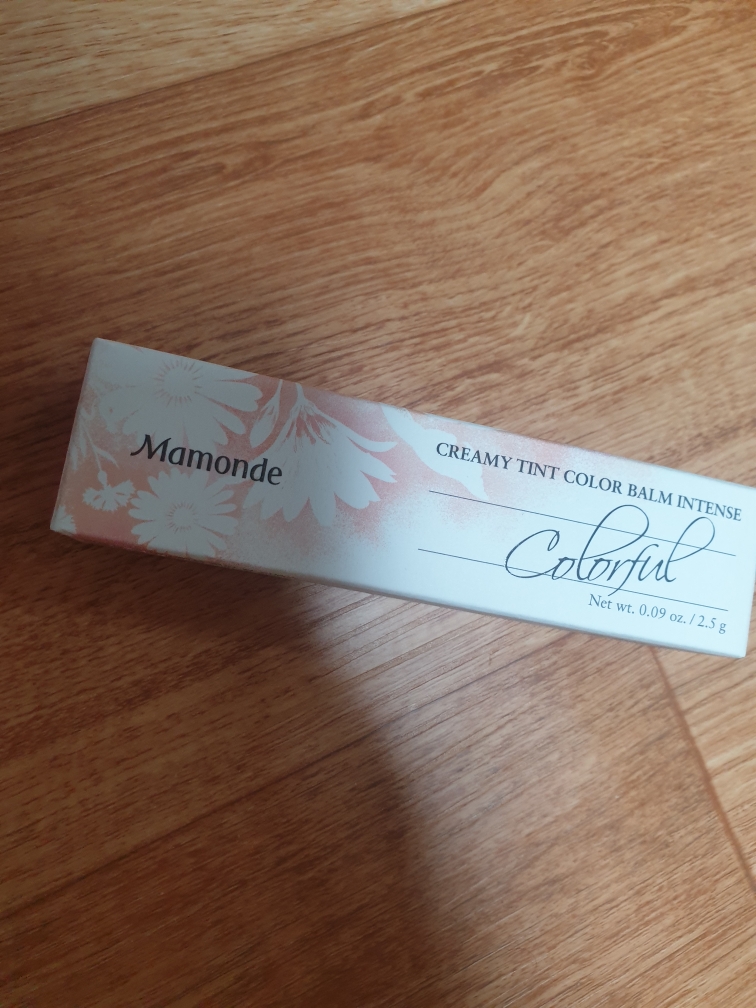 Mamonde
CREAMY TINT COLOR BALM INTENSE
Colorful
Net wt. 0.09 oz. / 2.5 g